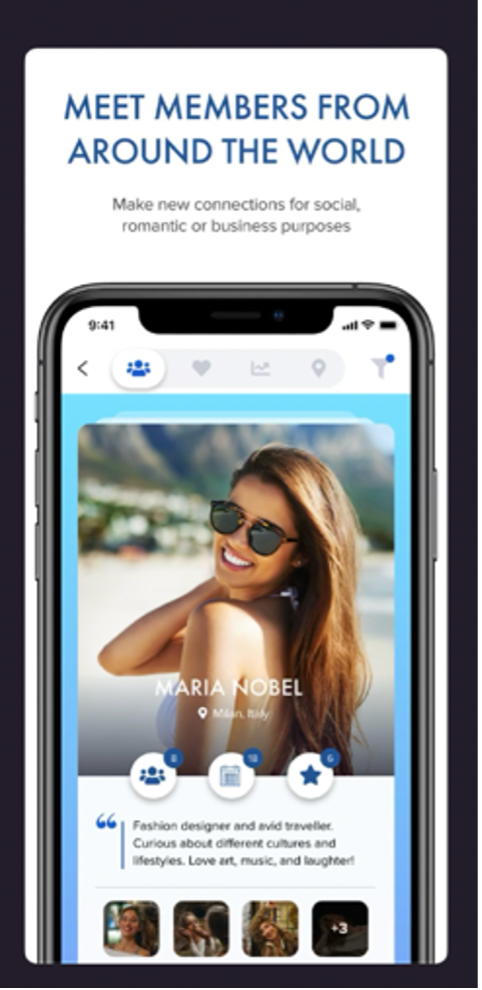 MEET MEMBERS FROM
AROUND THE WORLD
Make new connections for social,
romantic or business purposes
9:41
MARIA NOBEL
Milan, Italy
8
18
6
“
Fashion designer and avid traveller.
Curious about different cultures and
lifestyles. Love art, music, and laughter!
+3